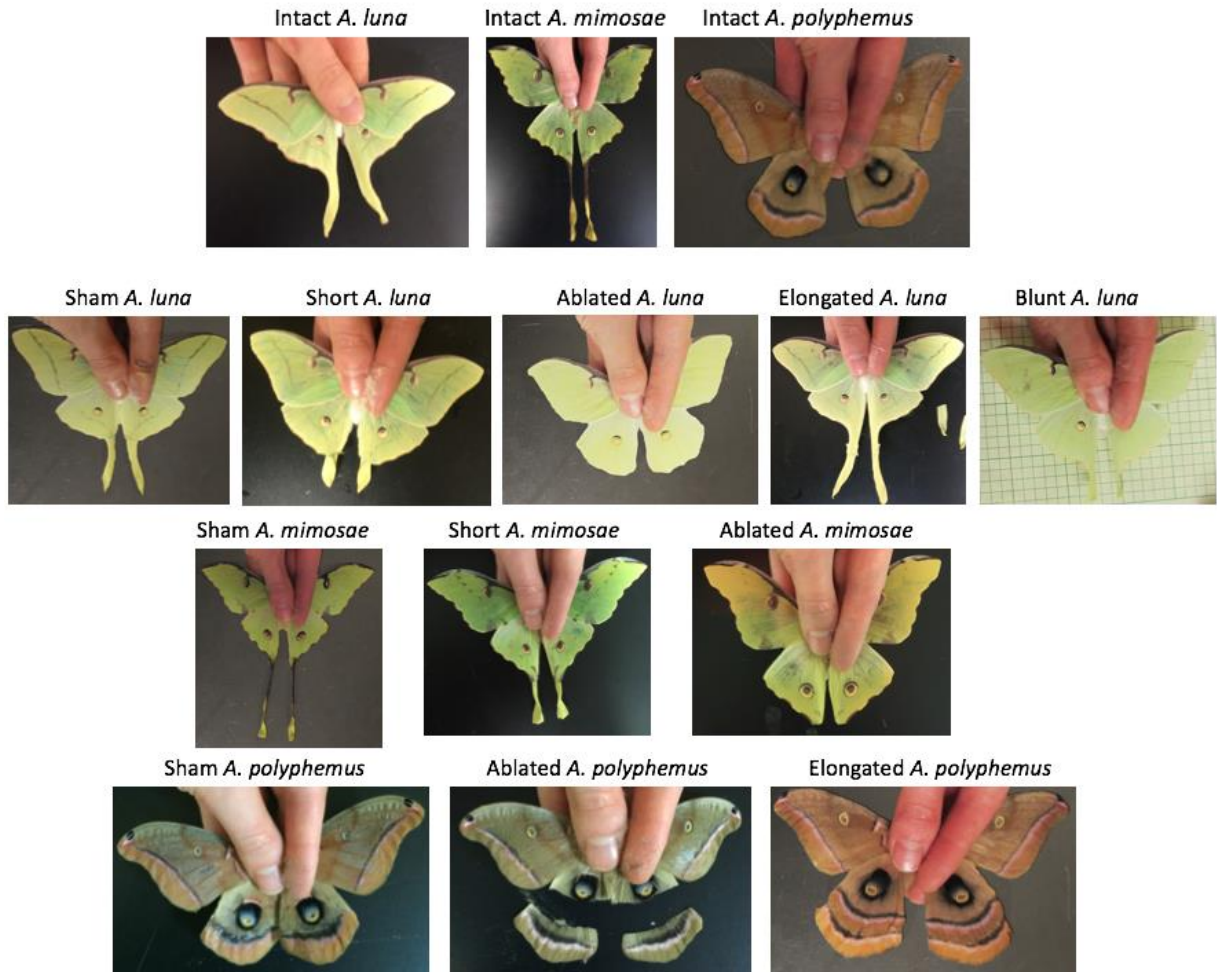 Intact A. luna
Intact A. mimosae
Intact A. polyphemus
Sham A. luna
Short A. luna
Ablated A. luna
Elongated A. luna
Blunt A. luna
Sham A. mimosae
Short A. mimosae
Ablated A. mimosae
Sham A. polyphemus
Ablated A. polyphemus
Elongated A. polyphemus